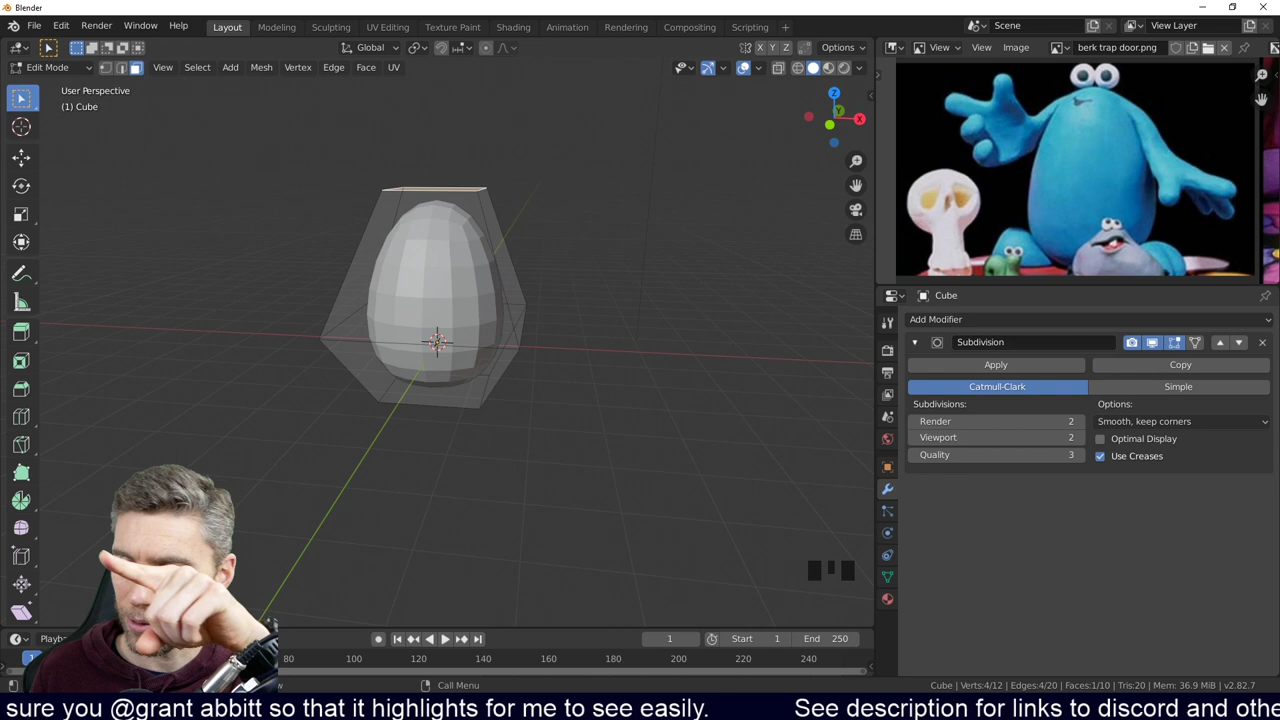 Blender
File Edit Render Window Help
Layout Modeling Sculpting UV Editing Texture Paint Shading Animation Rendering Compositing Scripting +
Scene
View Layer
Global
X Y Z Options
View View Image berk trap door.png
Edit Mode View Select Add Mesh Vertex Edge Face UV
User Perspective
(1) Cube
Z
Y
X
Cube
Add Modifier
Subdivision
Apply Copy
Catmull-Clark Simple
Subdivisions: Options:
Render 2 Smooth, keep corners
Viewport 2 Optimal Display
Quality 3 Use Creases
Playba 1 Start 1 End 250
1 80 100 120 140 160 180 200 220 240
Call Menu
Cube | Verts:4/12 | Edges:4/20 | Faces:1/10 | Tris:20 | Mem: 36.9 MiB | v2.82.7
sure you @grant abbitt so that it highlights for me to see easily. See description for links to discord and othe